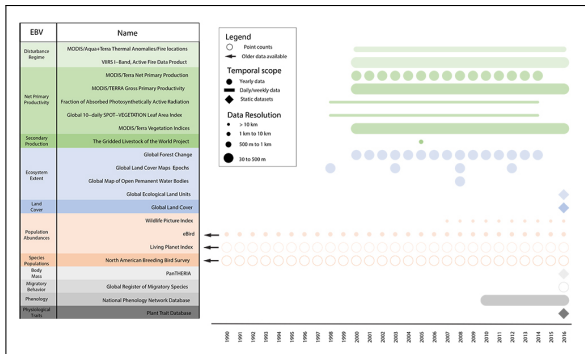 EBV Name
Disturbance Regime
MODIS/Aqua+Terra Thermal Anomalies/Fire locations
VIIRS I-Band, Active Fire Data Product
Net Primary Productivity
MODIS/Terra Net Primary Production
MODIS/TERRA Gross Primary Productivity
Fraction of Absorbed Photosynthetically Active Radiation
Global 10-daily SPOT-VEGETATION Leaf Area Index
MODIS/Terra Vegetation Indices
Secondary Production
The Gridded Livestock of the World Project
Ecosystem Extent
Global Forest Change
Global Land Cover Maps- Epochs
Global Map of Open Permanent Water Bodies
Global Ecological Land Units
Land Cover
Global Land Cover
Population Abundances
Wildlife Picture Index
eBird
Living Planet Index
Species Populations
North American Breeding Bird Survey
Body Mass
PanTHERIA
Migratory Behavior
Global Register of Migratory Species
Phenology
National Phenology Network Database
Physiological Traits
Plant Trait Database
Legend
Point counts
Older data available
Temporal scope
Yearly data
Daily/weekly data
Static datasets
Data Resolution
> 10 km
1 km to 10 km
500 m to 1 km
30 to 500 m
1990 1991 1992 1993 1994 1995 1996 1997 1998 1999 2000 2001 2002 2003 2004 2005 2006 2007 2008 2009 2010 2011 2012 2013 2014 2015 2016